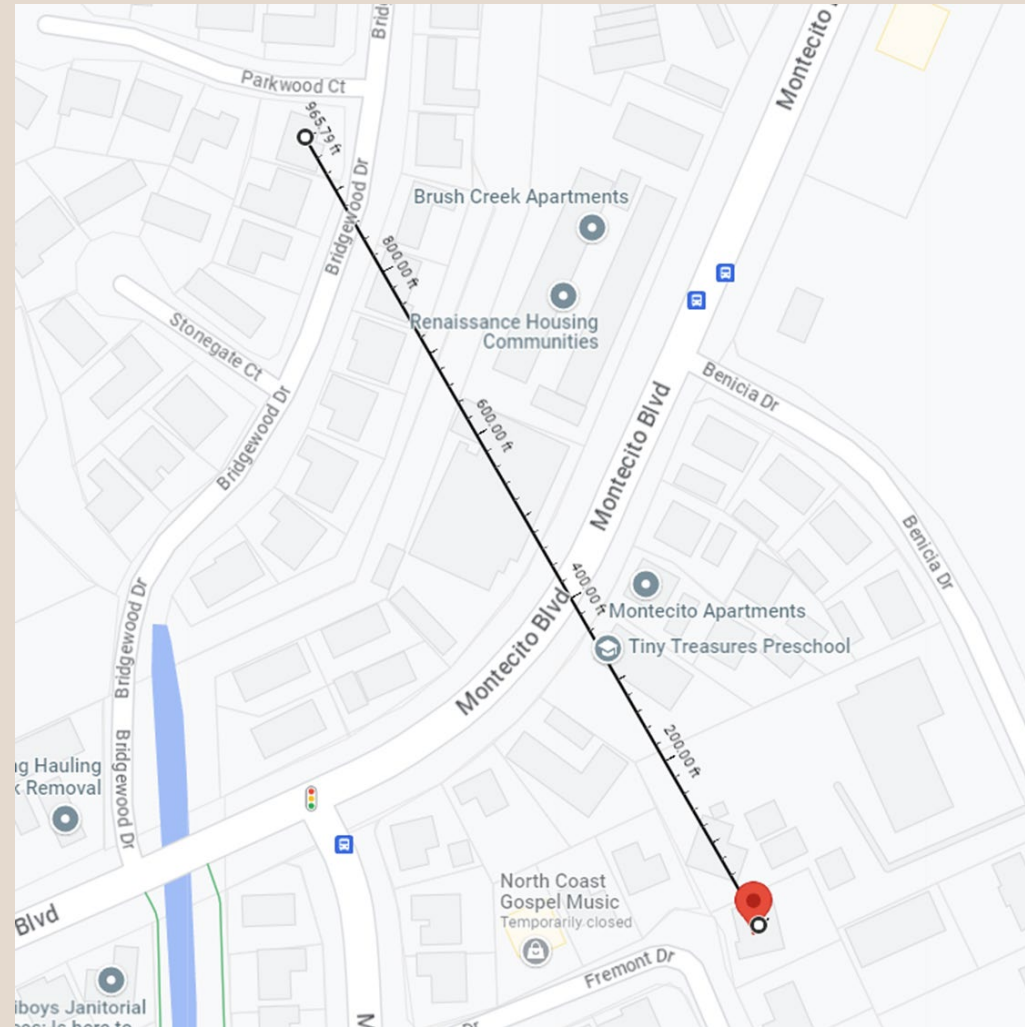 Parkwood Ct
965.79 ft
Montecito
Bridgewood Dr
Brush Creek Apartments
800.00 ft
Renaissance Housing
Communities
Stonegate Ct
Benicia Dr
Montecito Blvd
600.00 ft
Bridgewood Dr
Benicia Dr
400.00 ft
Bridgewood Dr
Montecito Blvd
Montecito Apartments
Tiny Treasures Preschool
200.00 ft
Bridgewood Dr
Hauling
Removal
North Coast
Gospel Music
Temporarily closed
Blvd
Fremont Dr
Janitorial
is here to